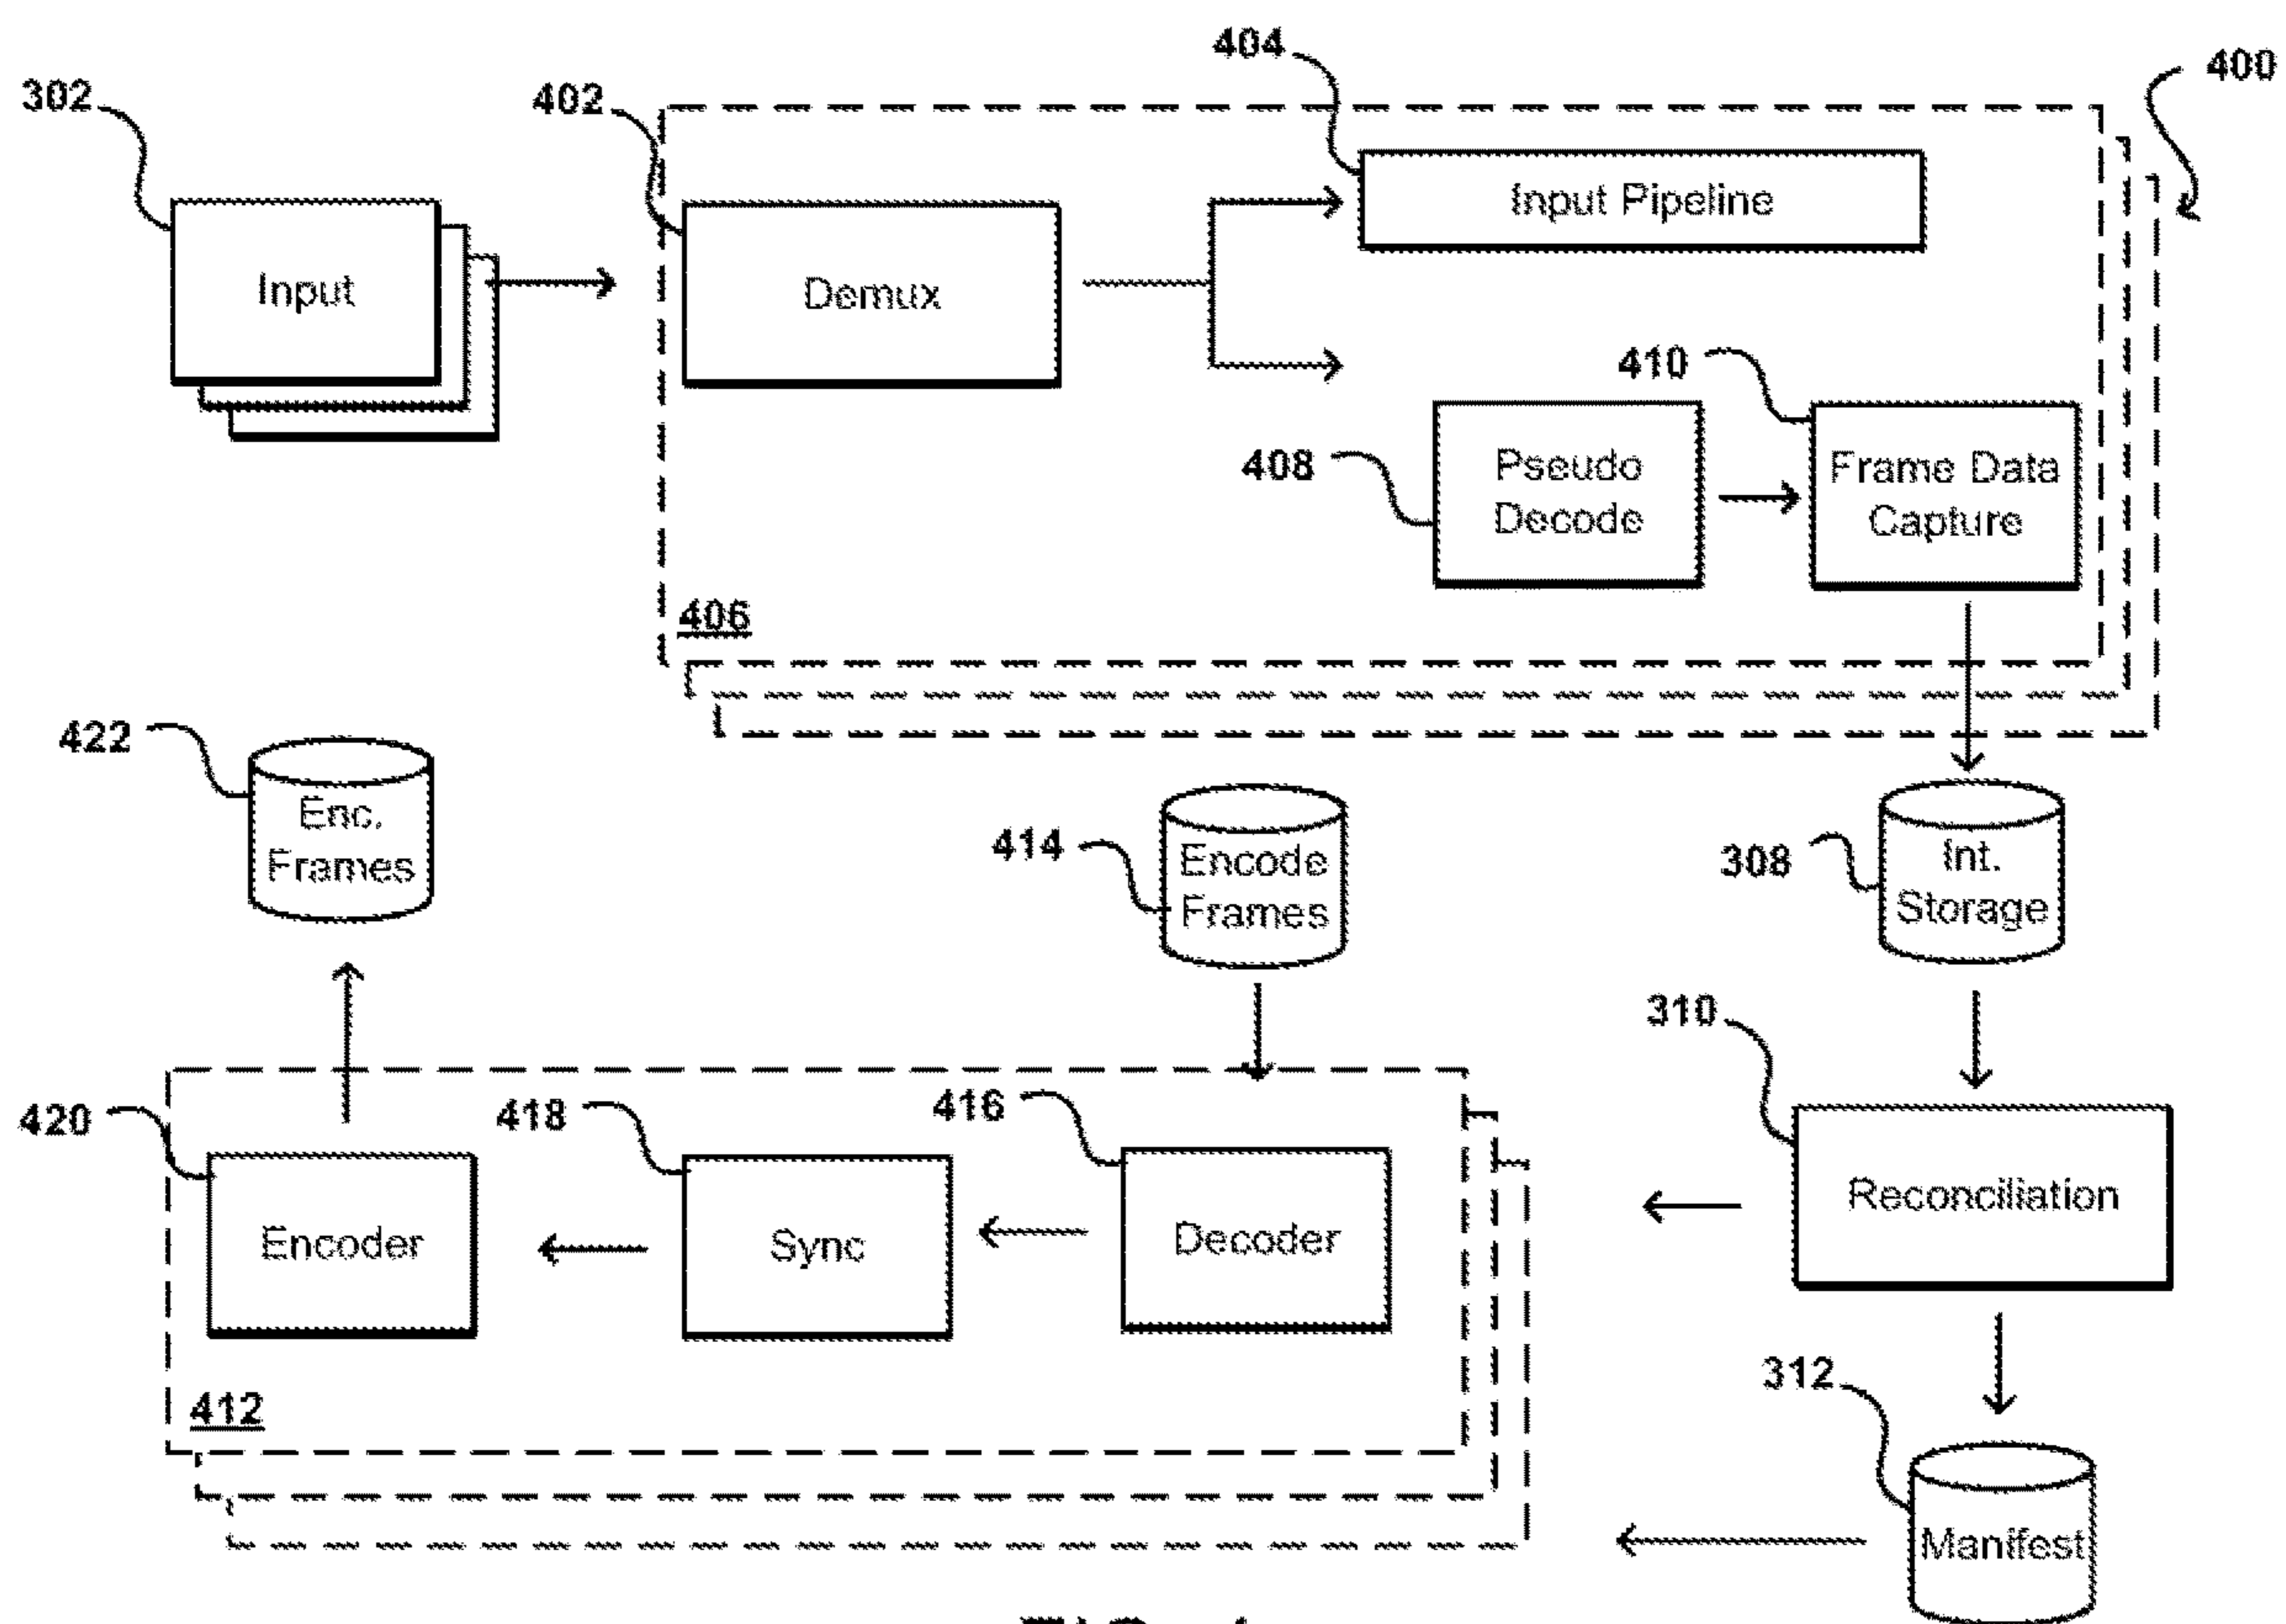 404
400
302
402
Input Pipeline
Input
Demux
410
408
Pseudo
Decode
Frame Data
Capture
406
422
Enc.
Frames
414
Encode
Frames
308
Int.
Storage
310
420
418
416
Encoder
Sync
Decoder
Reconciliation
412
312
Manifest